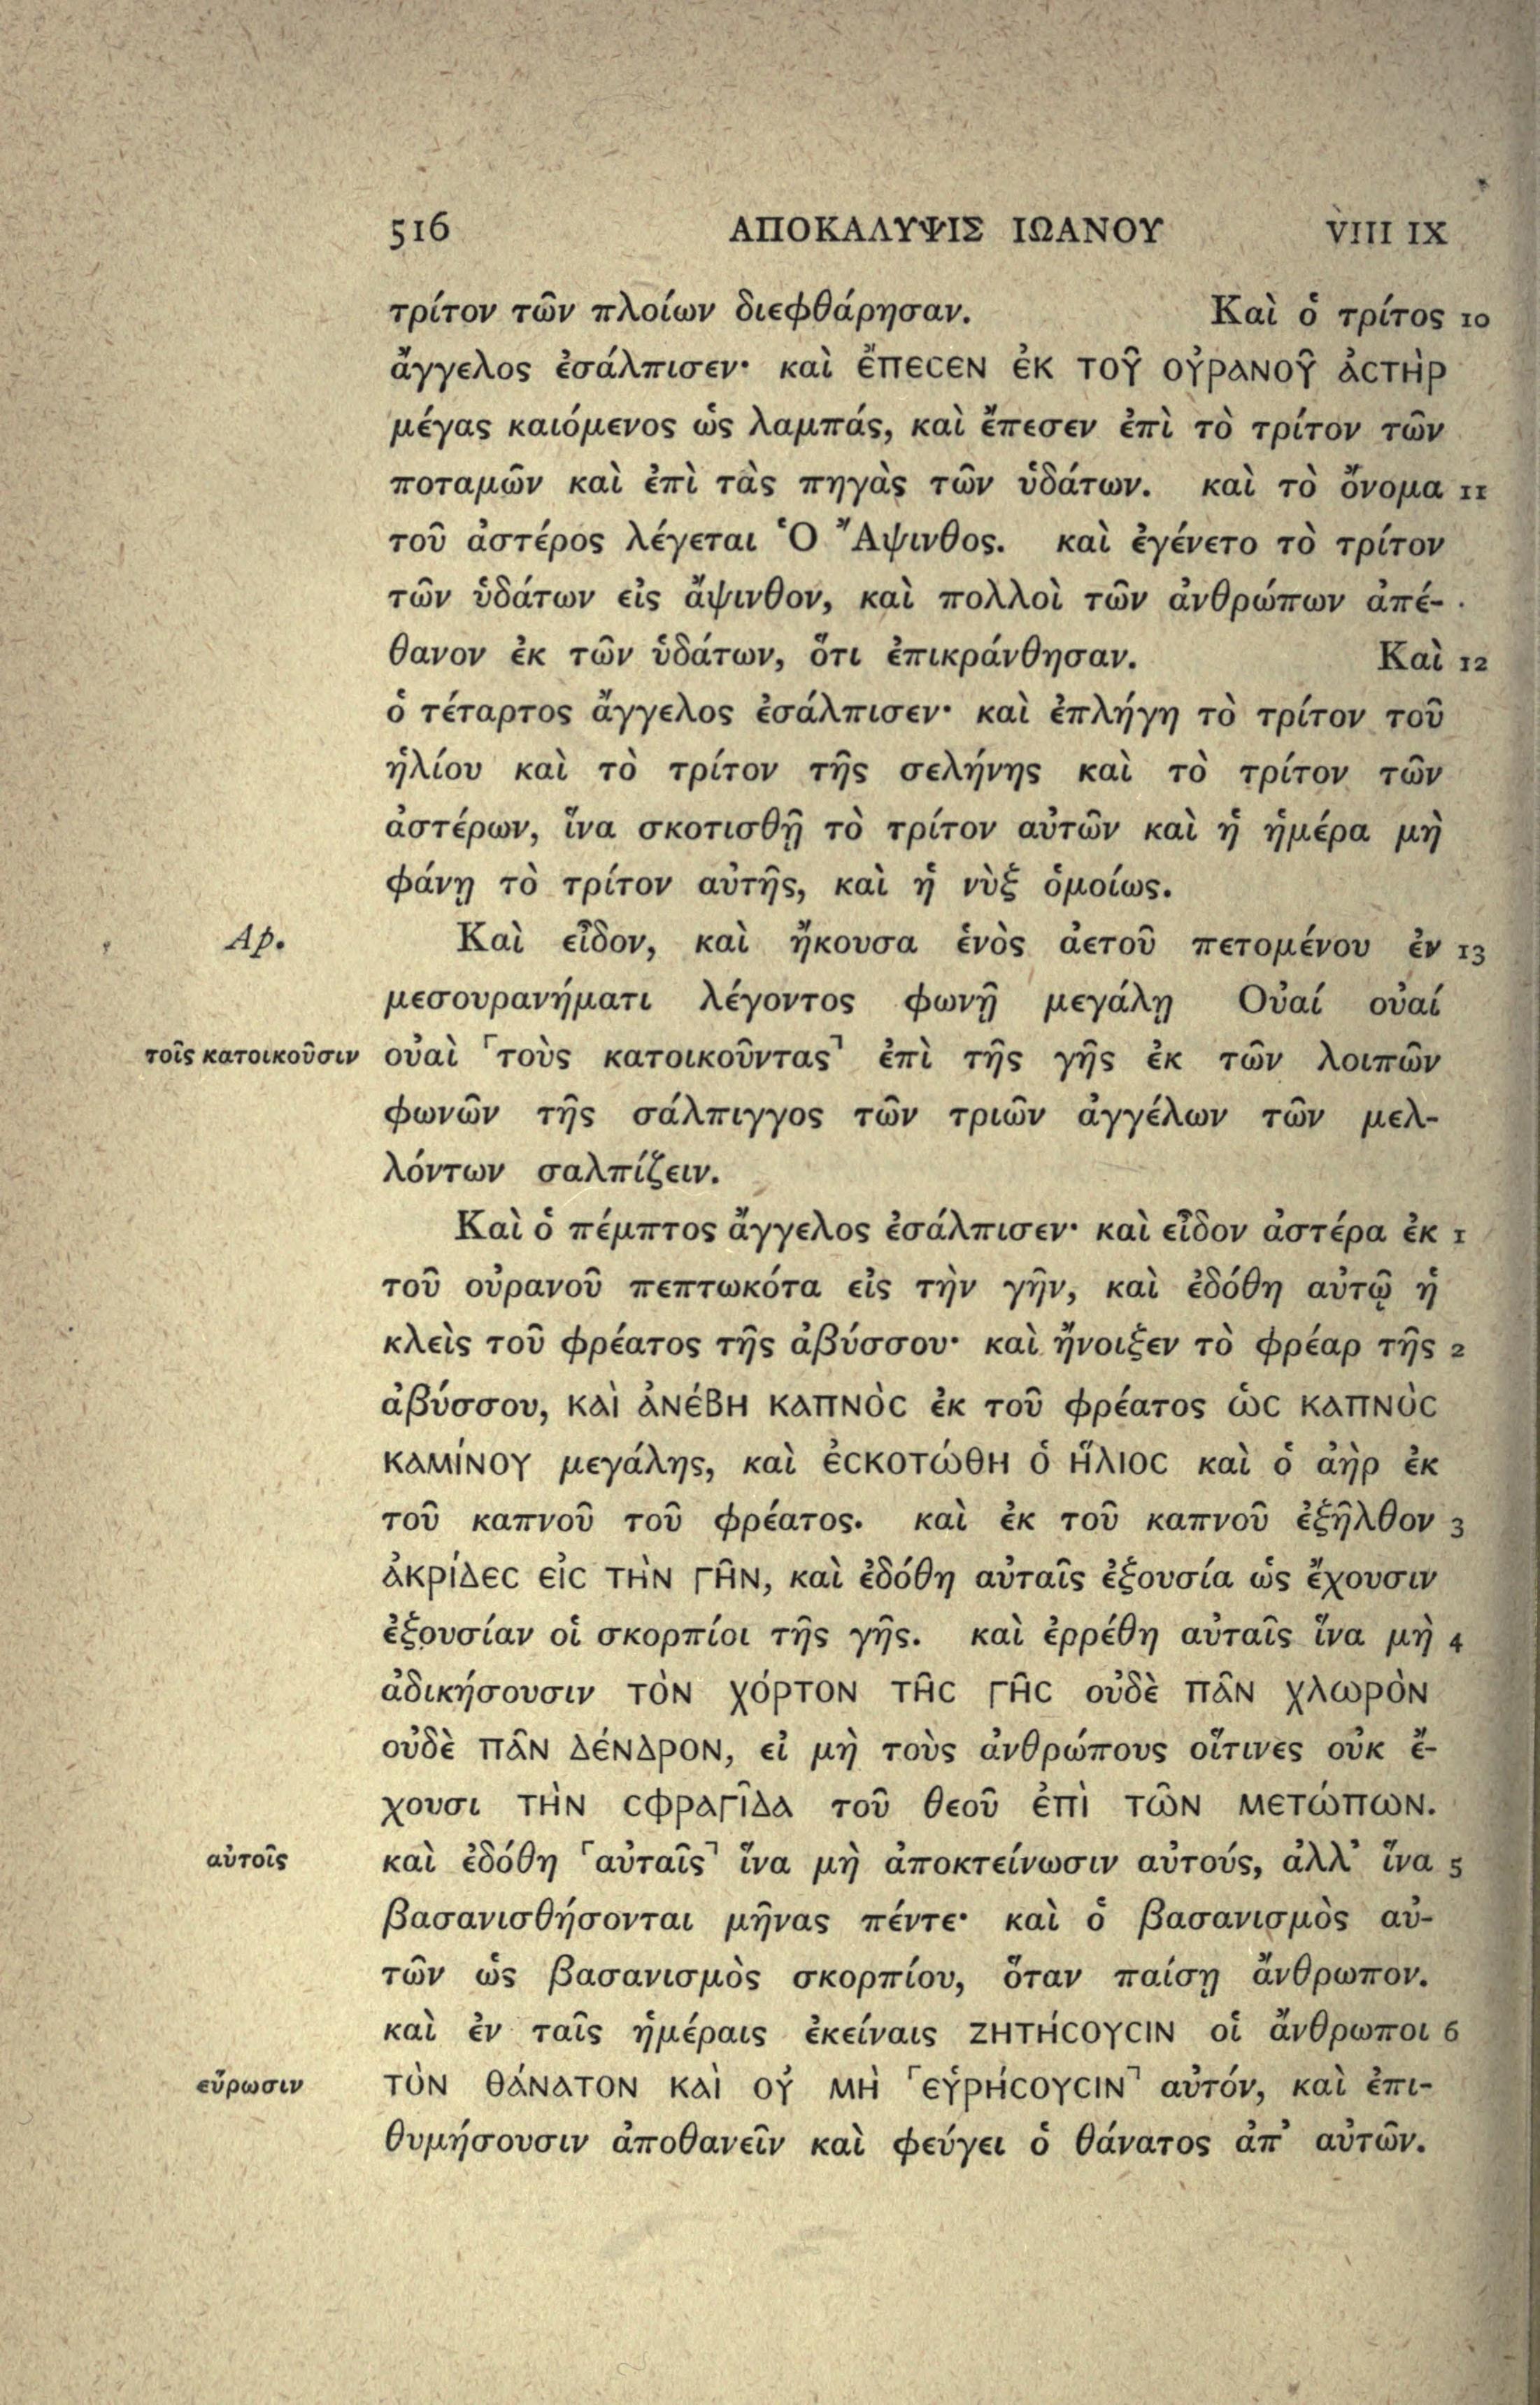 516 ΑΠΟΚΑΛΥΨΙΣ ΙΩΑΝΟΥ VIII IX
τρίτον τῶν πλοίων διεφθάρησαν. Καὶ ὁ τρίτος 10
ἄγγελος ἐσάλπισεν· καὶ ἔπεϲεν ἐκ τοῦ οὐρανοῦ ἀϲτὴρ
μέγας καιόμενος ὡς λαμπάς, καὶ ἔπεσεν ἐπὶ τὸ τρίτον τῶν
ποταμῶν καὶ ἐπὶ τὰς πηγὰς τῶν ὑδάτων. καὶ τὸ ὄνομα 11
τοῦ ἀστέρος λέγεται Ὁ Ἄψινθος. καὶ ἐγένετο τὸ τρίτον
τῶν ὑδάτων εἰς ἄψινθον, καὶ πολλοὶ τῶν ἀνθρώπων ἀπέ-
θανον ἐκ τῶν ὑδάτων, ὅτι ἐπικράνθησαν. Καὶ 12
ὁ τέταρτος ἄγγελος ἐσάλπισεν· καὶ ἐπλήγη τὸ τρίτον τοῦ
ἡλίου καὶ τὸ τρίτον τῆς σελήνης καὶ τὸ τρίτον τῶν
ἀστέρων, ἵνα σκοτισθῇ τὸ τρίτον αὐτῶν καὶ ἡ ἡμέρα μὴ
φάνῃ τὸ τρίτον αὐτῆς, καὶ ἡ νὺξ ὁμοίως.
Ap. Καὶ εἶδον, καὶ ἤκουσα ἑνὸς ἀετοῦ πετομένου ἐν 13
μεσουρανήματι λέγοντος φωνῇ μεγάλῃ Οὐαί οὐαί
τοῖς κατοικοῦσιν οὐαὶ ⸀τοὺς κατοικοῦντας⸃ ἐπὶ τῆς γῆς ἐκ τῶν λοιπῶν
φωνῶν τῆς σάλπιγγος τῶν τριῶν ἀγγέλων τῶν μελ-
λόντων σαλπίζειν.
Καὶ ὁ πέμπτος ἄγγελος ἐσάλπισεν· καὶ εἶδον ἀστέρα ἐκ 1
τοῦ οὐρανοῦ πεπτωκότα εἰς τὴν γῆν, καὶ ἐδόθη αὐτῷ ἡ
κλεὶς τοῦ φρέατος τῆς ἀβύσσου· καὶ ἤνοιξεν τὸ φρέαρ τῆς 2
ἀβύσσου, καὶ ἀνέβη καπνὸϲ ἐκ τοῦ φρέατος ὡϲ καπνὸϲ
καμίνου μεγάλης, καὶ ἐϲκοτώθη ὁ ἥλιοϲ καὶ ὁ ἀὴρ ἐκ
τοῦ καπνοῦ τοῦ φρέατος. καὶ ἐκ τοῦ καπνοῦ ἐξῆλθον 3
ἀκρίδεϲ εἰϲ τὴν γῆν, καὶ ἐδόθη αὐταῖς ἐξουσία ὡς ἔχουσιν
ἐξουσίαν οἱ σκορπίοι τῆς γῆς. καὶ ἐρρέθη αὐταῖς ἵνα μὴ 4
ἀδικήσουσιν τὸν χόρτον τῆϲ γῆϲ οὐδὲ πᾶν χλωρὸν
οὐδὲ πᾶν δένδρον, εἰ μὴ τοὺς ἀνθρώπους οἵτινες οὐκ ἔ-
χουσι τὴν ϲφραγῖδα τοῦ θεοῦ ἐπὶ τῶν μετώπων.
αὐτοῖς καὶ ἐδόθη ⸀αὐταῖς⸃ ἵνα μὴ ἀποκτείνωσιν αὐτούς, ἀλλ᾽ ἵνα 5
βασανισθήσονται μῆνας πέντε· καὶ ὁ βασανισμὸς αὐ-
τῶν ὡς βασανισμὸς σκορπίου, ὅταν παίσῃ ἄνθρωπον.
καὶ ἐν ταῖς ἡμέραις ἐκείναις ζητήϲουϲιν οἱ ἄνθρωποι 6
εὕρωσιν τὸν θάνατον καὶ οὐ μὴ ⸀εὑρήϲουϲιν⸃ αὐτόν, καὶ ἐπι-
θυμήσουσιν ἀποθανεῖν καὶ φεύγει ὁ θάνατος ἀπ᾽ αὐτῶν.